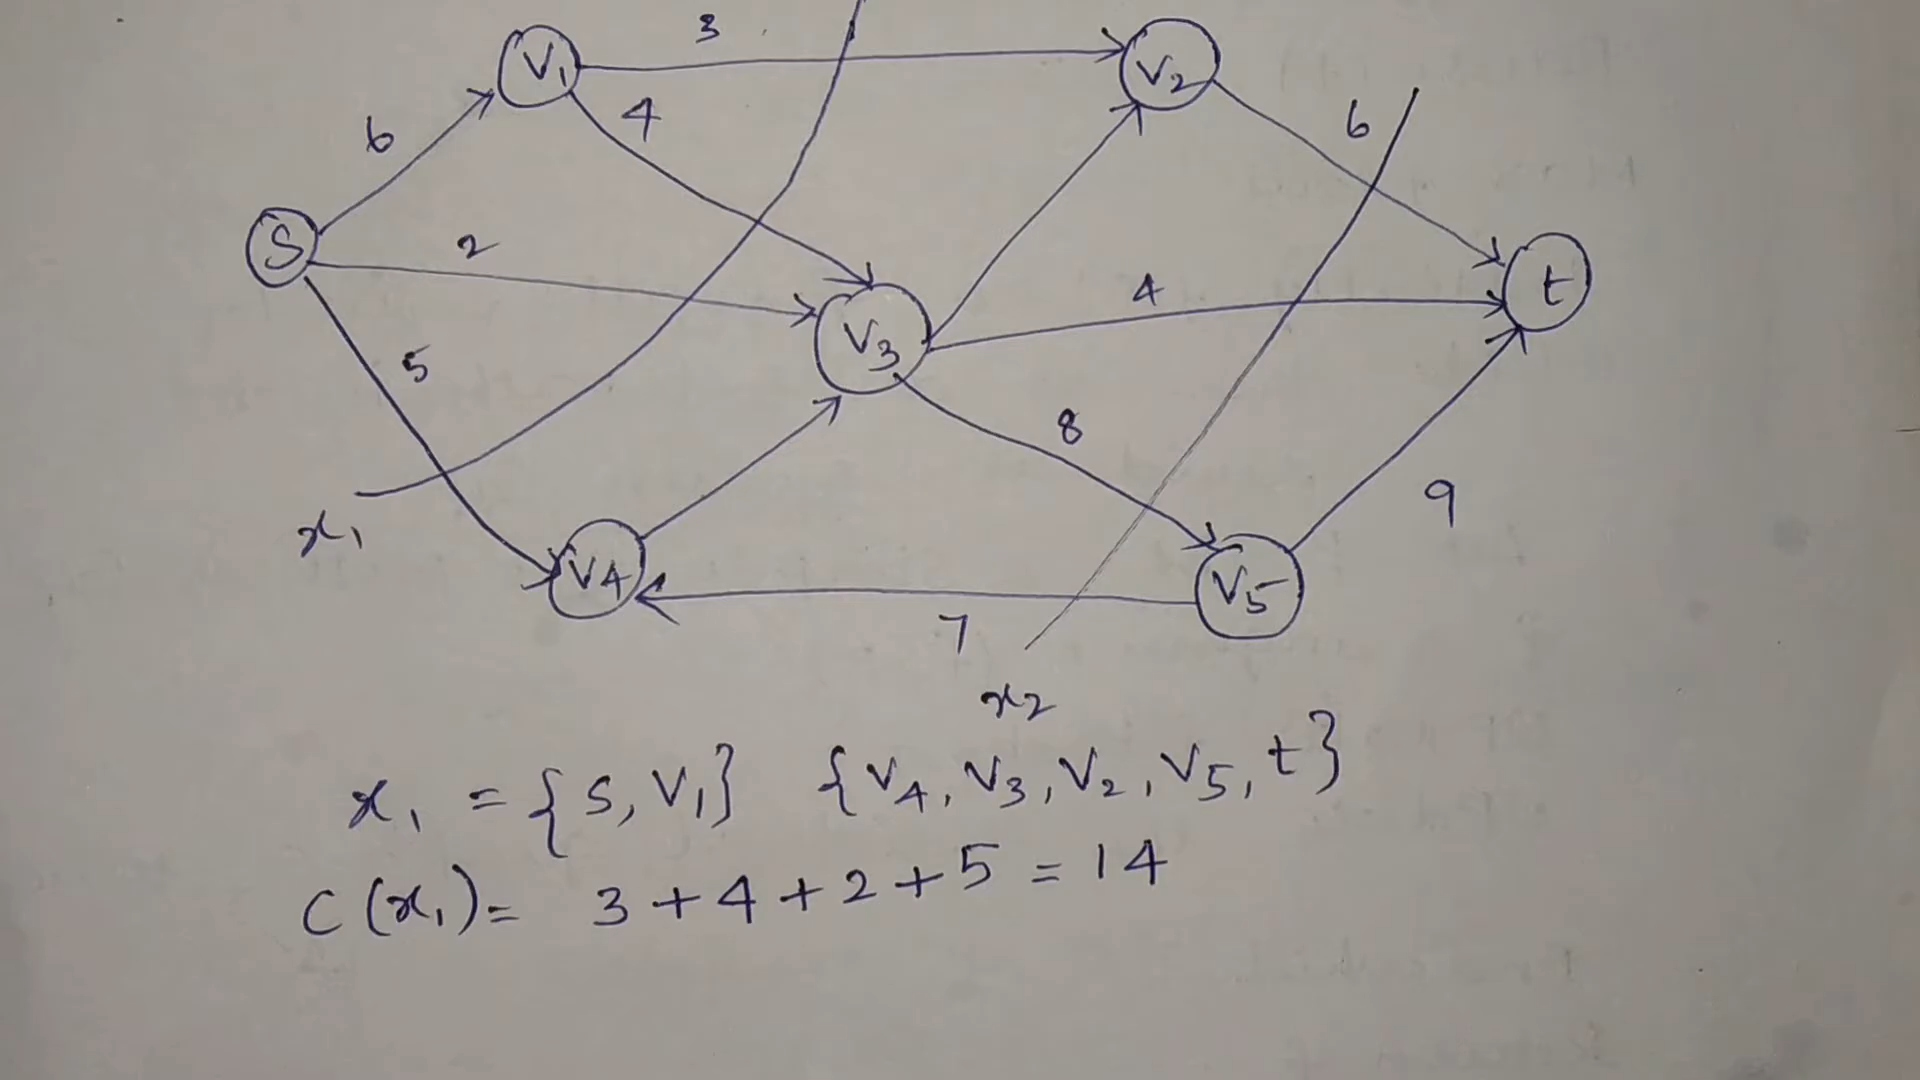 3
V1
V2
4
6
6
S
2
4
t
V3
5
8
9
x1
V4
V5
7
x2
x1 = {S, V1} {V4, V3, V2, V5, t}
C(x1) = 3 + 4 + 2 + 5 = 14